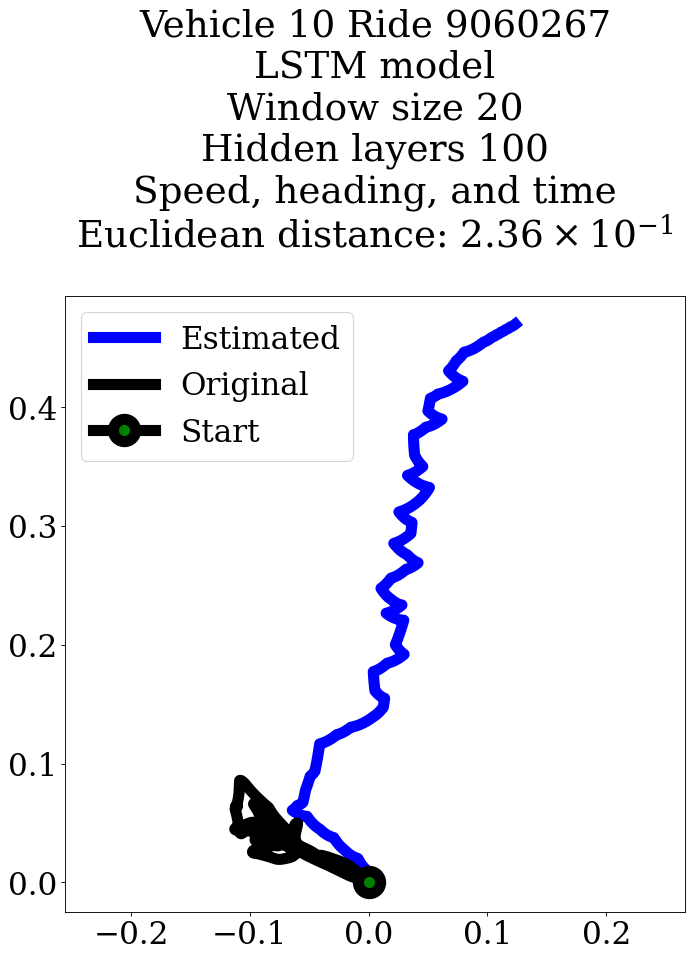 Vehicle 10 Ride 9060267
LSTM model
Window size 20
Hidden layers 100
Speed, heading, and time
Euclidean distance: 2.36 × 10⁻¹
Estimated
Original
Start
0.4
0.3
0.2
0.1
0.0
−0.2 −0.1 0.0 0.1 0.2